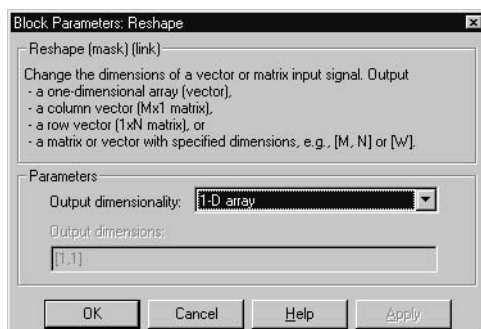 Block Parameters: Reshape
Reshape (mask) (link)
Change the dimensions of a vector or matrix input signal. Output
- a one-dimensional array (vector),
- a column vector (Mx1 matrix),
- a row vector (1xN matrix), or
- a matrix or vector with specified dimensions, e.g., [M, N] or [W].
Parameters
Output dimensionality: 1-D array
Output dimensions:
[1,1]
OK Cancel Help Apply